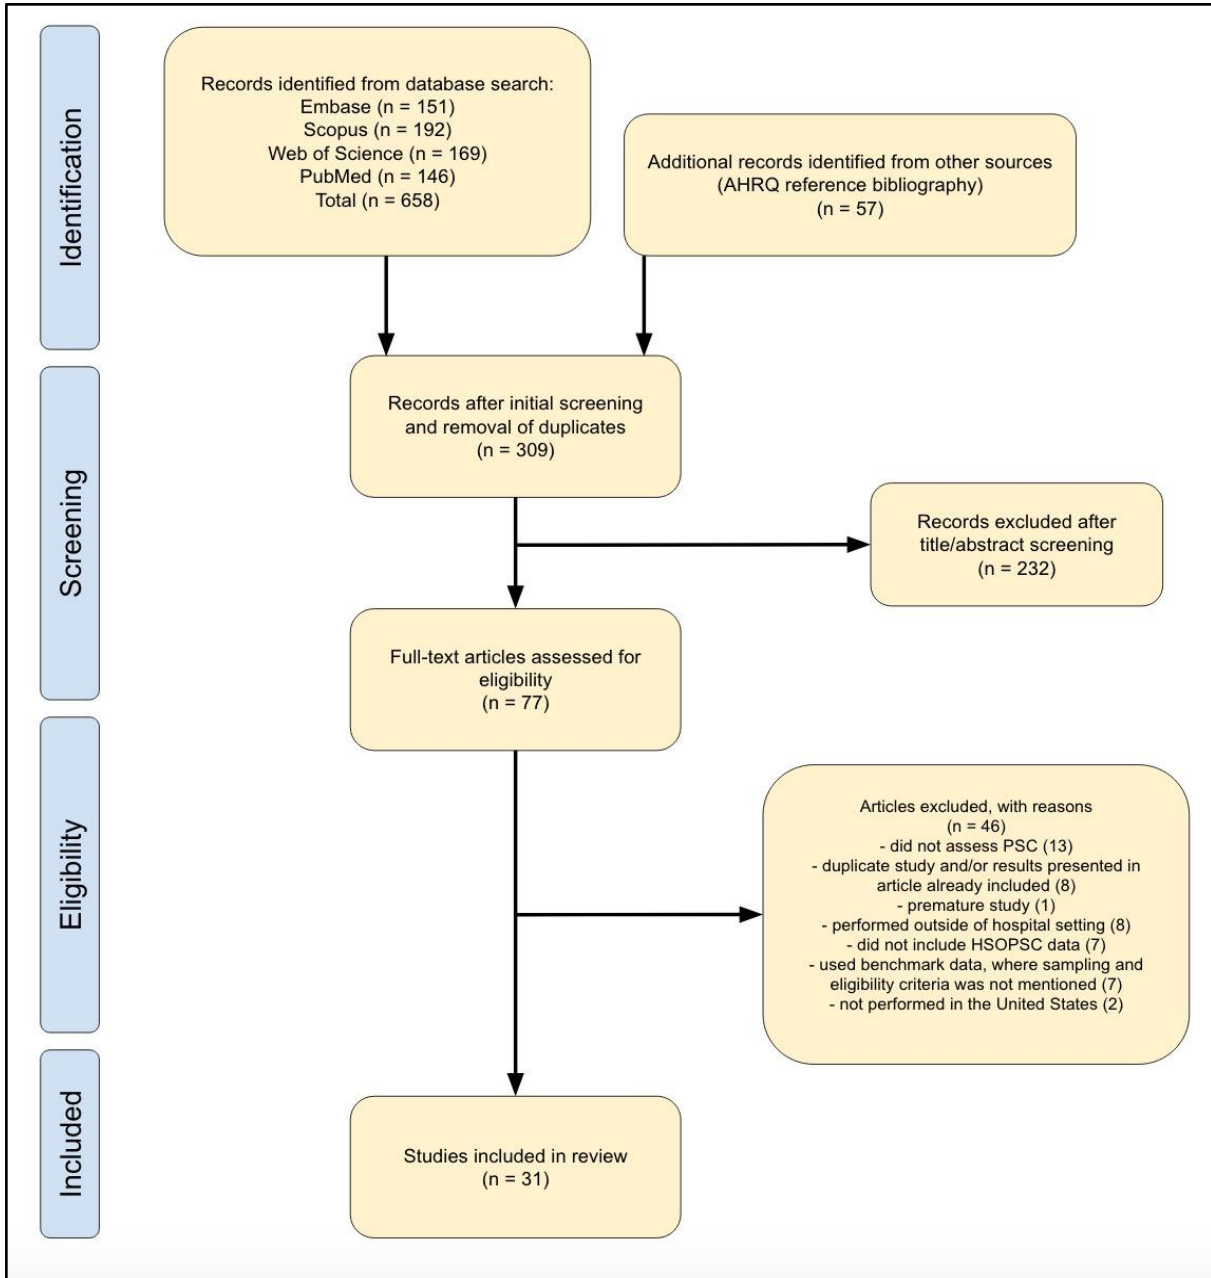 Identification
Records identified from database search:
Embase (n = 151)
Scopus (n = 192)
Web of Science (n = 169)
PubMed (n = 146)
Total (n = 658)
Additional records identified from other sources
(AHRQ reference bibliography)
(n = 57)
Screening
Records after initial screening
and removal of duplicates
(n = 309)
Records excluded after
title/abstract screening
(n = 232)
Full-text articles assessed for
eligibility
(n = 77)
Eligibility
Articles excluded, with reasons
(n = 46)
- did not assess PSC (13)
- duplicate study and/or results presented in
article already included (8)
- premature study (1)
- performed outside of hospital setting (8)
- did not include HSOPSC data (7)
- used benchmark data, where sampling and
eligibility criteria was not mentioned (7)
- not performed in the United States (2)
Included
Studies included in review
(n = 31)